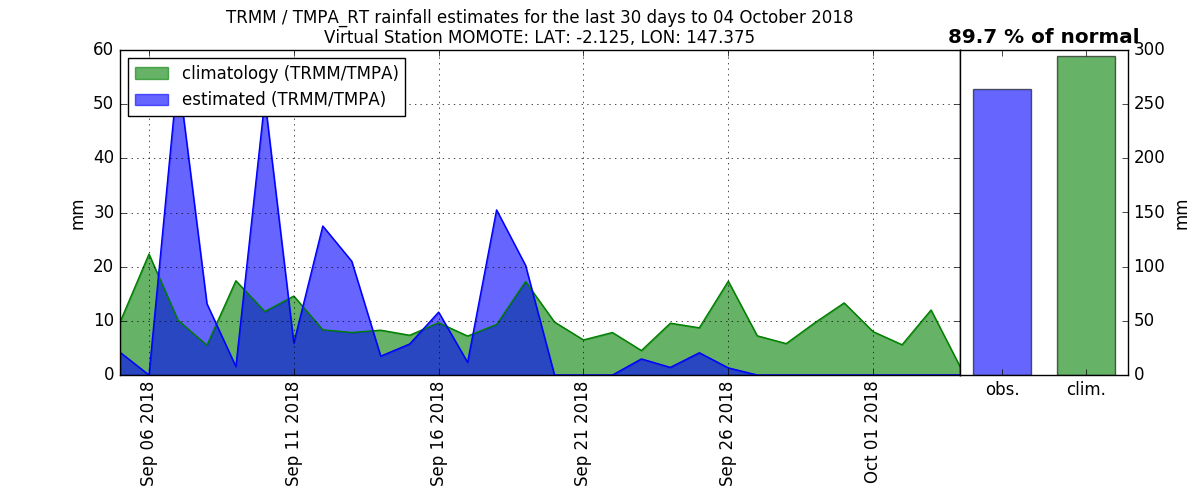 TRMM / TMPA_RT rainfall estimates for the last 30 days to 04 October 2018
Virtual Station MOMOTE: LAT: -2.125, LON: 147.375
89.7 % of normal
climatology (TRMM/TMPA)
estimated (TRMM/TMPA)
60
50
40
30
20
10
0
mm
Sep 06 2018
Sep 11 2018
Sep 16 2018
Sep 21 2018
Sep 26 2018
Oct 01 2018
obs.
clim.
300
250
200
150
100
50
0
mm